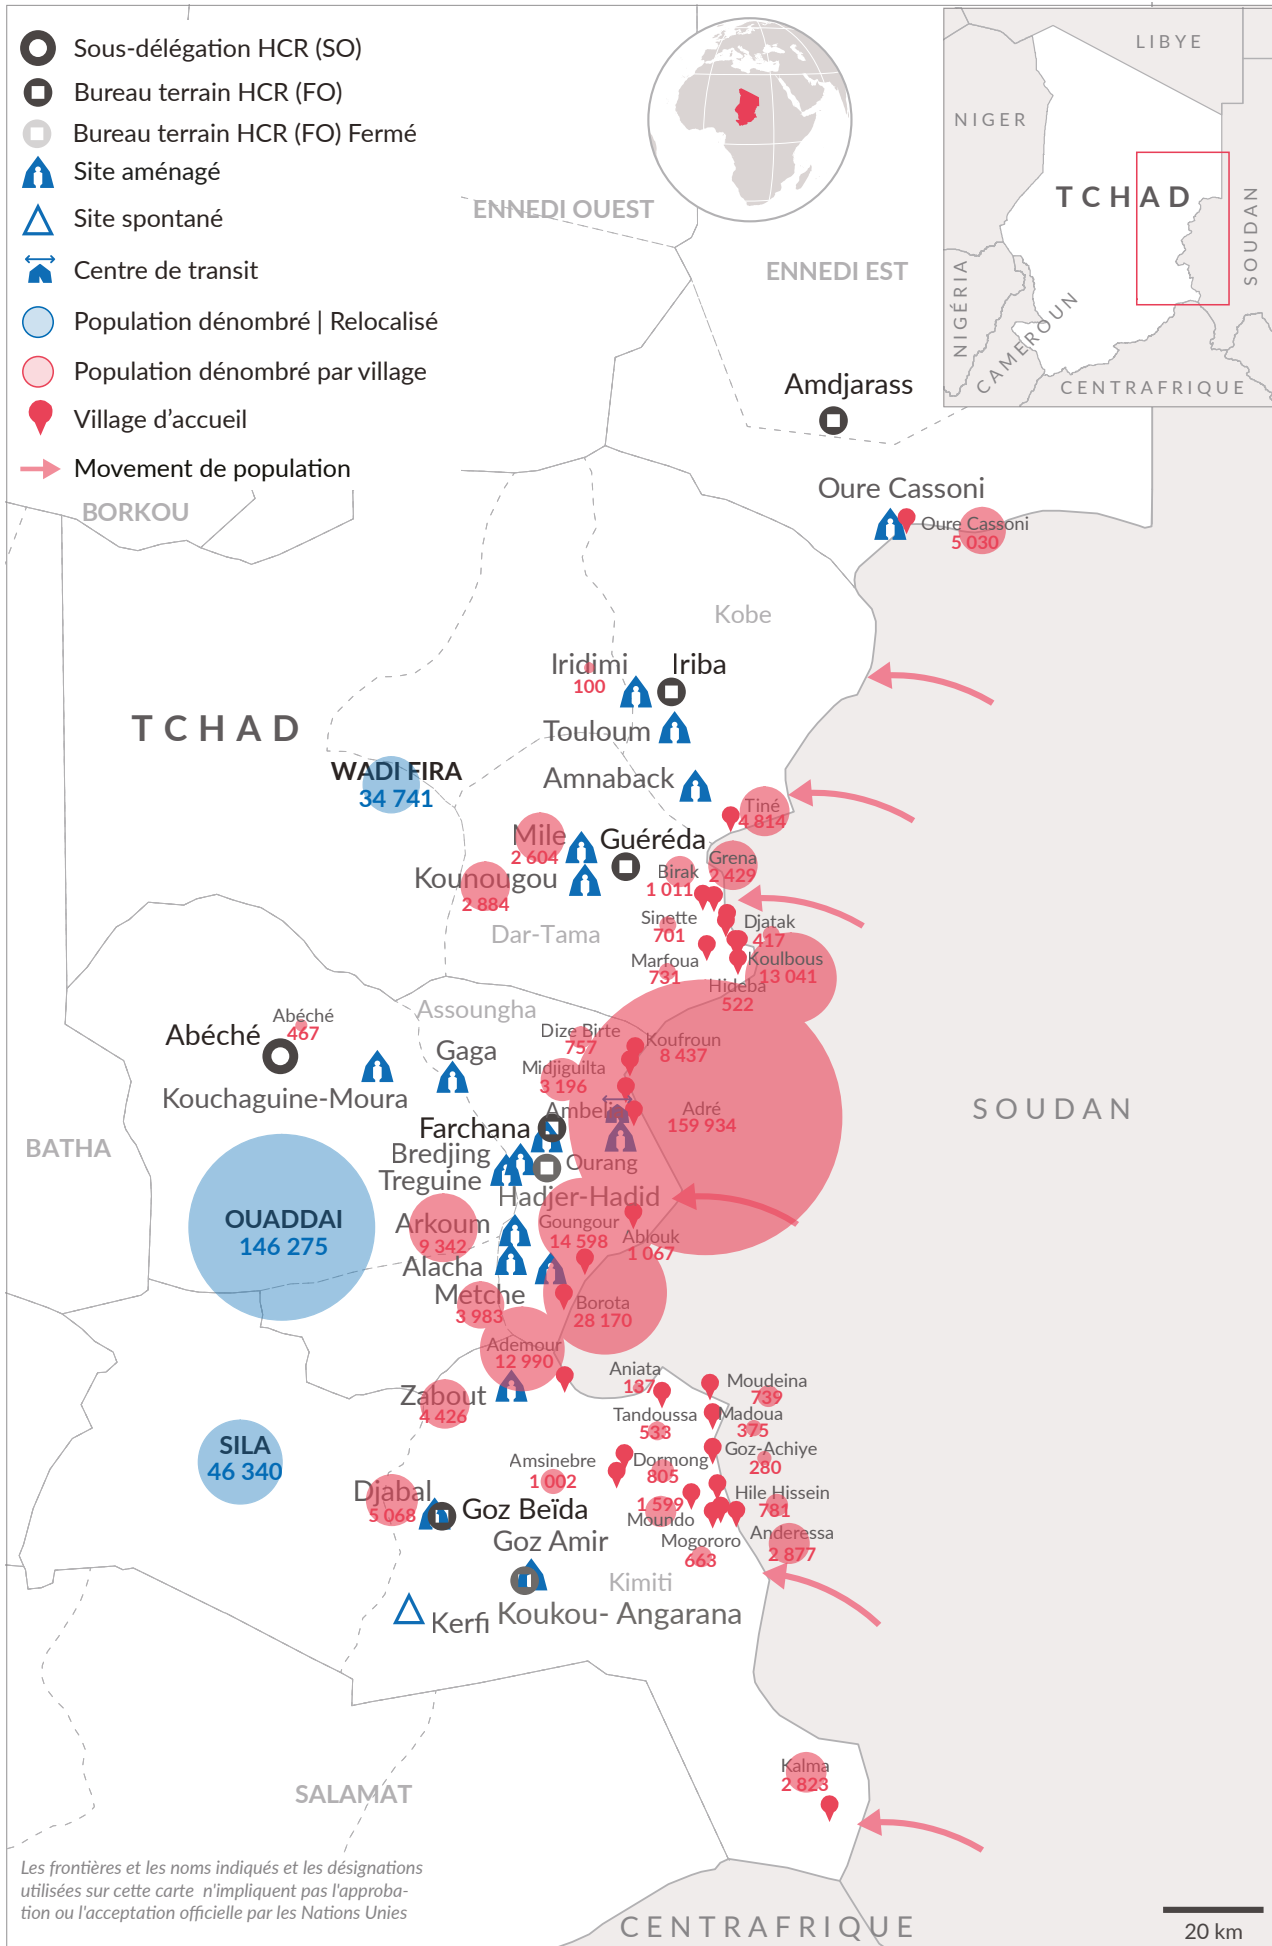 Sous-délégation HCR (SO)
Bureau terrain HCR (FO)
Bureau terrain HCR (FO) Fermé
Site aménagé
Site spontané
Centre de transit
Population dénombré | Relocalisé
Population dénombré par village
Village d'accueil
Movement de population
LIBYE
NIGER
TCHAD
SOUDAN
NIGÉRIA
CAMEROUN
CENTRAFRIQUE
ENNEDI OUEST
ENNEDI EST
Amdjarass
Oure Cassoni
Oure Cassoni
5 030
BORKOU
Kobe
Iridimi
100
Iriba
TCHAD
Touloum
WADI FIRA
34 741
Amnaback
Tiné
4 814
Mile
2 604
Guéréda
Grena
2 429
Birak
1 011
Kounougou
2 884
Sinette
701
Djatak
417
Dar-Tama
Marfoua
731
Koulbous
13 041
Hideba
522
Assoungha
Abéché
Abéché
467
Dize Birte
757
Koufroun
8 437
Gaga
Midjiguilta
3 196
Kouchaguine-Moura
Ambelia
Adré
159 934
SOUDAN
Farchana
BATHA
Bredjing
Ourang
Treguine
Hadjer-Hadid
OUADDAI
146 275
Arkoum
9 342
Goungour
14 598
Ablouk
1 067
Alacha
Metche
3 983
Borota
28 170
Ademour
12 990
Aniata
137
Moudeina
739
Zabout
4 426
Tandoussa
533
Madoua
375
SILA
46 340
Goz-Achiye
280
Amsinebre
1 002
Dormong
805
Djabal
5 068
Goz Beïda
1 599
Moundo
Hile Hissein
781
Goz Amir
Mogororo
663
Anderessa
2 877
Kimiti
Kerfi
Koukou- Angarana
Kalma
2 823
SALAMAT
Les frontières et les noms indiqués et les désignations
utilisées sur cette carte n'impliquent pas l'approba-
tion ou l'acceptation officielle par les Nations Unies
CENTRAFRIQUE
20 km